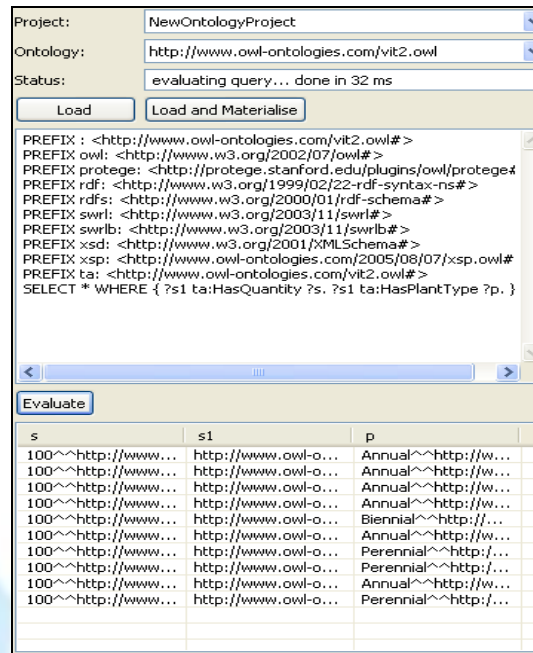 Project: NewOntologyProject
Ontology: http://www.owl-ontologies.com/vit2.owl
Status: evaluating query... done in 32 ms
Load Load and Materialise
PREFIX : <http://www.owl-ontologies.com/vit2.owl#>
PREFIX owl: <http://www.w3.org/2002/07/owl#>
PREFIX protege: <http://protege.stanford.edu/plugins/owl/protege#
PREFIX rdf: <http://www.w3.org/1999/02/22-rdf-syntax-ns#>
PREFIX rdfs: <http://www.w3.org/2000/01/rdf-schema#>
PREFIX swrl: <http://www.w3.org/2003/11/swrl#>
PREFIX swrlb: <http://www.w3.org/2003/11/swrlb#>
PREFIX xsd: <http://www.w3.org/2001/XMLSchema#>
PREFIX xsp: <http://www.owl-ontologies.com/2005/08/07/xsp.owl#
PREFIX ta: <http://www.owl-ontologies.com/vit2.owl#>
SELECT * WHERE { ?s1 ta:HasQuantity ?s. ?s1 ta:HasPlantType ?p. }
Evaluate
s s1 p
100^^http://www... http://www.owl-o... Annual^^http://w...
100^^http://www... http://www.owl-o... Annual^^http://w...
100^^http://www... http://www.owl-o... Annual^^http://w...
100^^http://www... http://www.owl-o... Annual^^http://w...
100^^http://www... http://www.owl-o... Biennial^^http://...
100^^http://www... http://www.owl-o... Annual^^http://w...
100^^http://www... http://www.owl-o... Perennial^^http:/...
100^^http://www... http://www.owl-o... Perennial^^http:/...
100^^http://www... http://www.owl-o... Annual^^http://w...
100^^http://www... http://www.owl-o... Perennial^^http:/...